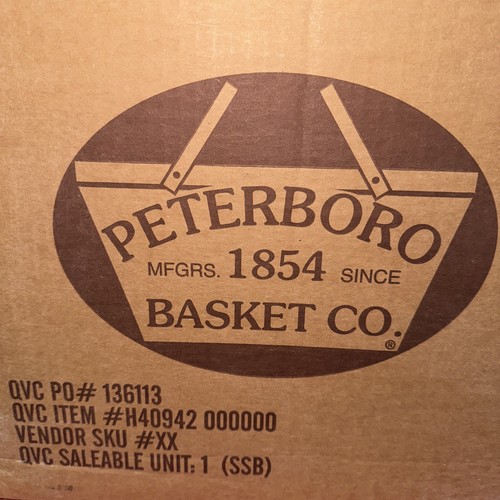 PETERBORO
MFGRS. 1854 SINCE
BASKET CO.®
QVC PO# 136113
QVC ITEM #H40942 000000
VENDOR SKU #XX
QVC SALEABLE UNIT: 1 (SSB)